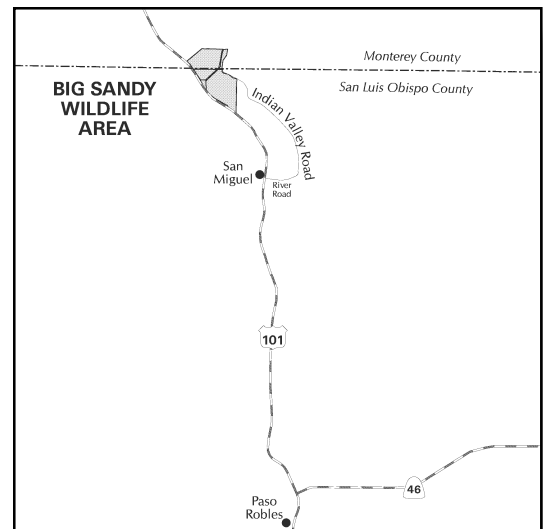 Monterey County
San Luis Obispo County
BIG SANDY
WILDLIFE
AREA
Indian Valley Road
San
Miguel
River
Road
101
46
Paso
Robles